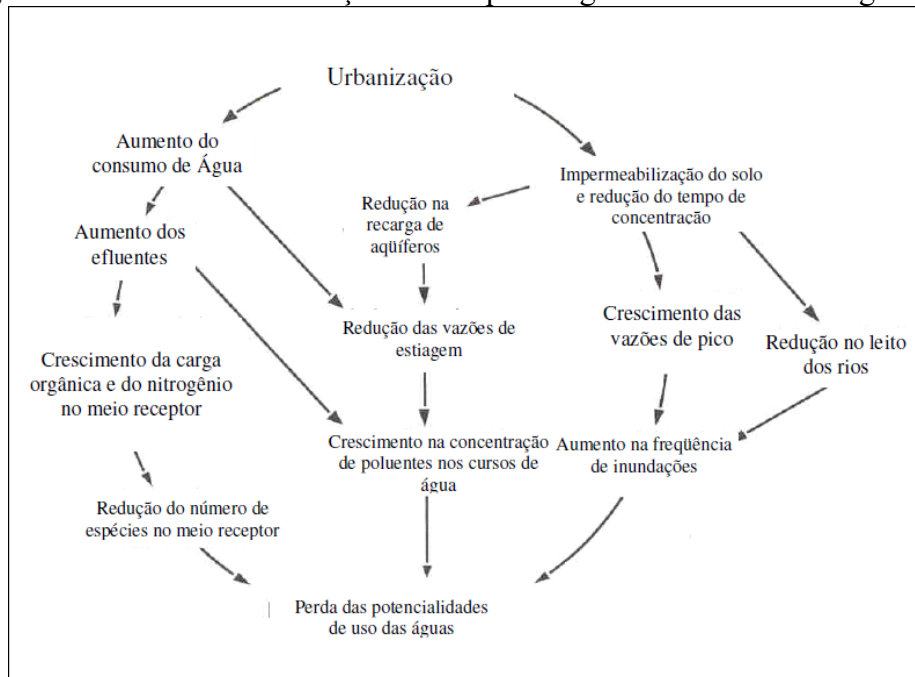 Urbanização
Aumento do
consumo de Água
Impermeabilização do solo
e redução do tempo de
concentração
Redução na
recarga de
aqüíferos
Aumento dos
efluentes
Crescimento das
vazões de pico
Redução das vazões de
estiagem
Redução no leito
dos rios
Crescimento da carga
orgânica e do nitrogênio
no meio receptor
Crescimento na concentração
de poluentes nos cursos de
água
Aumento na freqüência
de inundações
Redução do número de
espécies no meio receptor
Perda das potencialidades
de uso das águas